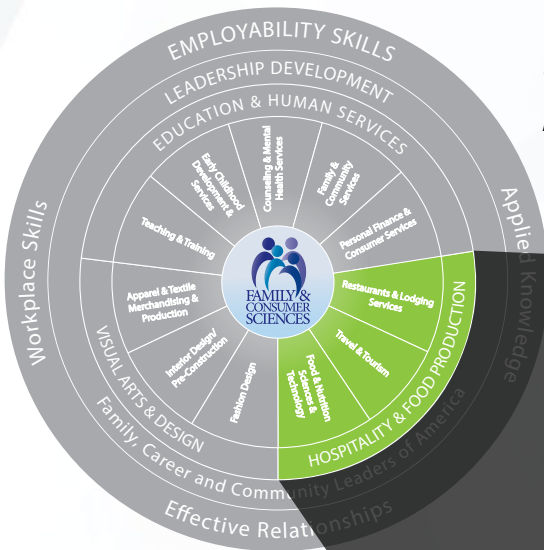 EMPLOYABILITY SKILLS
LEADERSHIP DEVELOPMENT
EDUCATION & HUMAN SERVICES
Early Childhood
Development &
Services
Counseling & Mental
Health Services
Family &
Community
Services
Teaching & Training
Personal Finance &
Consumer Services
Workplace Skills
Applied Knowledge
FAMILY &
CONSUMER
SCIENCES
Apparel & Textile
Merchandising &
Production
Restaurants & Lodging
Services
Interior Design/
Pre-Construction
Travel & Tourism
Fashion Design
Food & Nutrition
Sciences &
Technology
VISUAL ARTS & DESIGN
HOSPITALITY & FOOD PRODUCTION
Family, Career and Community Leaders of America
Effective Relationships